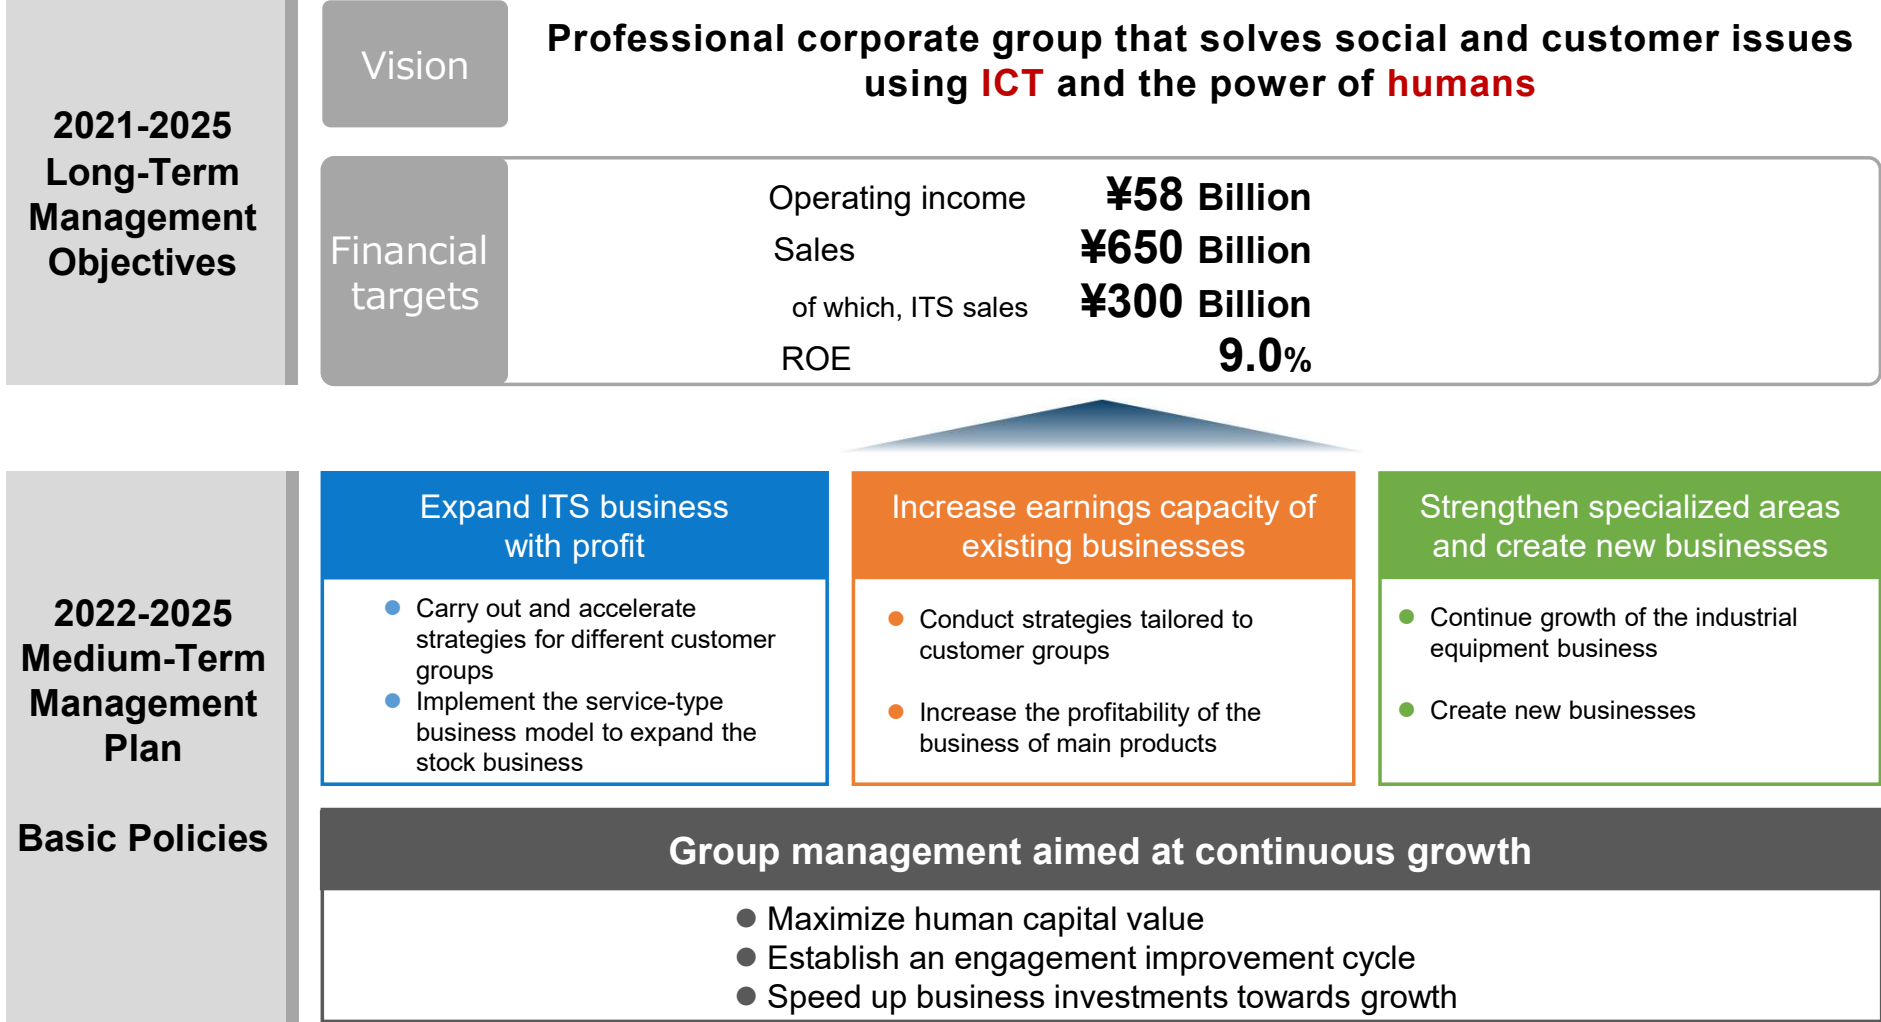 2021-2025
Long-Term
Management
Objectives
Vision
Professional corporate group that solves social and customer issues
using ICT and the power of humans
Financial
targets
Operating income ¥58 Billion
Sales ¥650 Billion
of which, ITS sales ¥300 Billion
ROE 9.0%
2022-2025
Medium-Term
Management
Plan
Basic Policies
Expand ITS business
with profit
● Carry out and accelerate
strategies for different customer
groups
● Implement the service-type
business model to expand the
stock business
Increase earnings capacity of
existing businesses
● Conduct strategies tailored to
customer groups
● Increase the profitability of the
business of main products
Strengthen specialized areas
and create new businesses
● Continue growth of the industrial
equipment business
● Create new businesses
Group management aimed at continuous growth
● Maximize human capital value
● Establish an engagement improvement cycle
● Speed up business investments towards growth